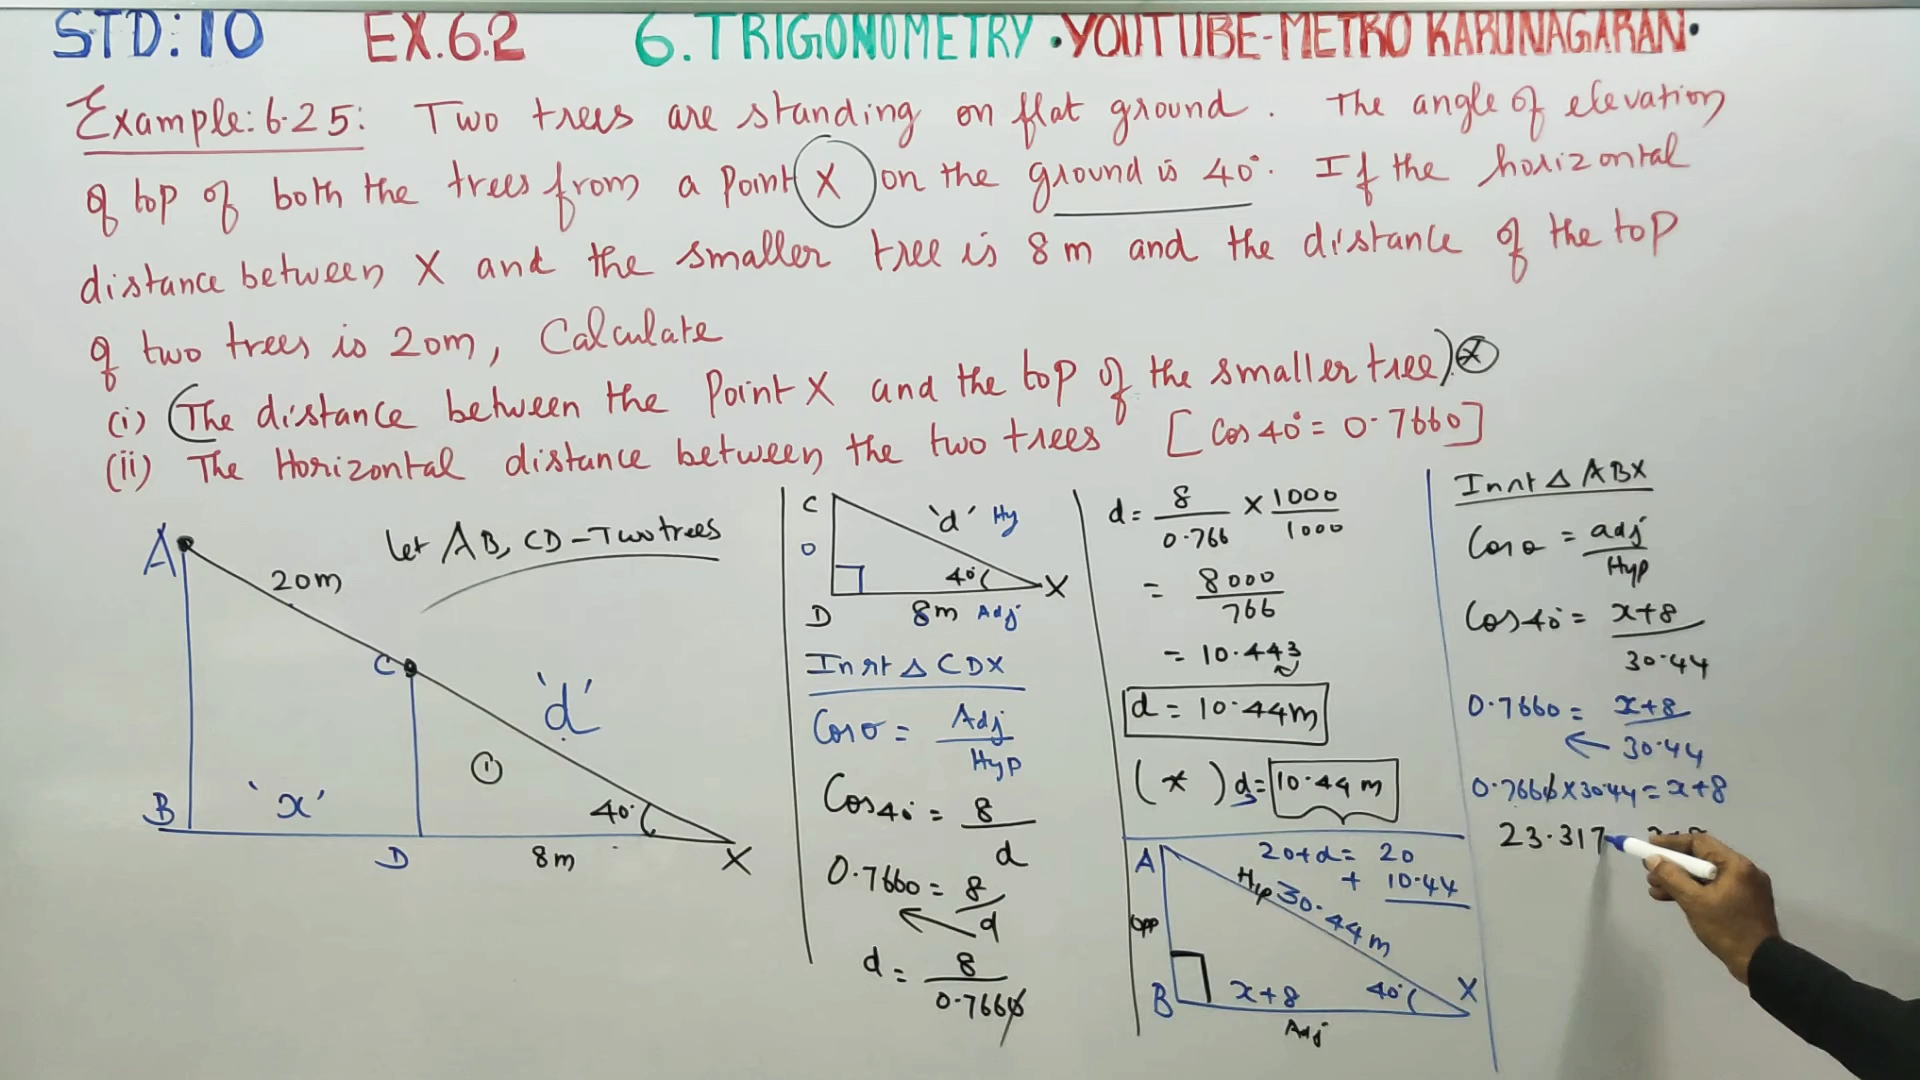 STD:10 EX.6.2 6.TRIGONOMETRY •YOUTUBE-METRO KARUNAGARAN•
Example:6.25: Two trees are standing on flat ground. The angle of elevation
of top of both the trees from a point X on the ground is 40°. If the horizontal
distance between X and the smaller tree is 8m and the distance of the top
of two trees is 20m, Calculate
(i) (The distance between the Point X and the top of the smaller tree).*
(ii) The Horizontal distance between the two trees [Cos 40° = 0.7660]
A
20m
let AB, CD - Two trees
C
'd'
①
B
'x'
40°
D
8m
X
C
'd' Hy
O
40°
X
D
8m Adj
In rt △ CDX
Cos θ = Adj/Hyp
Cos 40° = 8/d
0.7660 = 8/d
d = 8/0.7660
d = 8/0.766 × 1000/1000
= 8000/766
= 10.443
d = 10.44m
(*) d = 10.44 m
A
20+d = 20
+ 10.44
Hyp 30.44m
opp
B
x+8
40°
X
Adj
In rt △ ABX
Cos θ = adj/Hyp
Cos 40° = x+8/30.44
0.7660 = x+8/30.44
0.7660×30.44 = x+8
23.317